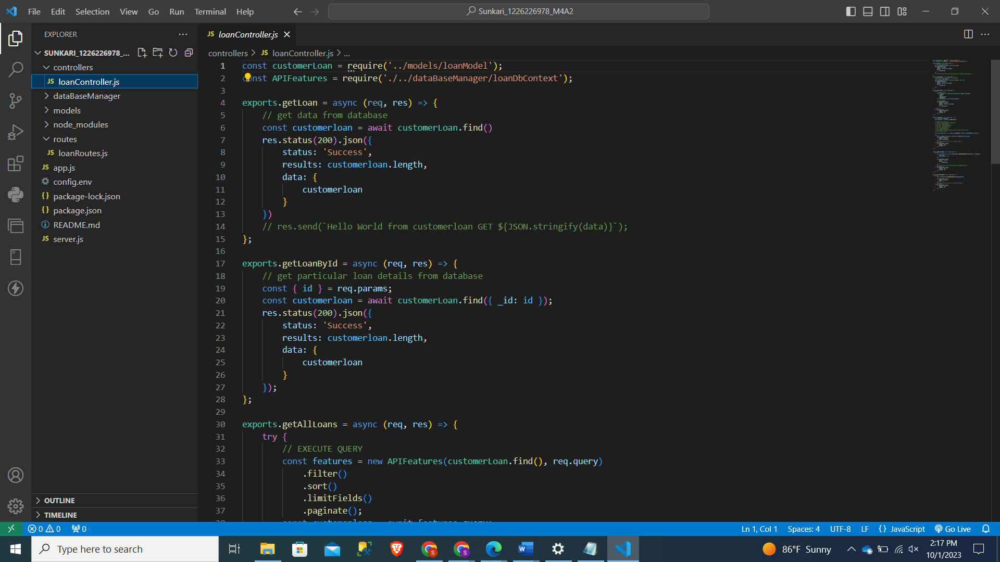 File Edit Selection View Go Run Terminal Help
Sunkari_1226226978_M4A2
EXPLORER
SUNKARI_1226226978_...
controllers
loanController.js
dataBaseManager
models
node_modules
routes
loanRoutes.js
app.js
config.env
package-lock.json
package.json
README.md
server.js
OUTLINE
TIMELINE
JS loanController.js
controllers > JS loanController.js > ...
1 const customerLoan = require('../models/loanModel');
2 const APIFeatures = require('./../dataBaseManager/loanDbContext');
3
4 exports.getLoan = async (req, res) => {
5 // get data from database
6 const customerloan = await customerLoan.find()
7 res.status(200).json({
8 status: 'Success',
9 results: customerloan.length,
10 data: {
11 customerloan
12 }
13 })
14 // res.send(`Hello World from customerloan GET ${JSON.stringify(data)}`);
15 };
16
17 exports.getLoanById = async (req, res) => {
18 // get particular loan details from database
19 const { id } = req.params;
20 const customerloan = await customerLoan.find({ _id: id });
21 res.status(200).json({
22 status: 'Success',
23 results: customerloan.length,
24 data: {
25 customerloan
26 }
27 });
28 };
29
30 exports.getAllLoans = async (req, res) => {
31 try {
32 // EXECUTE QUERY
33 const features = new APIFeatures(customerLoan.find(), req.query)
34 .filter()
35 .sort()
36 .limitFields()
37 .paginate();
0 0 0
Ln 1, Col 1 Spaces: 4 UTF-8 LF {} JavaScript Go Live
Type here to search
86°F Sunny
2:17 PM
10/1/2023